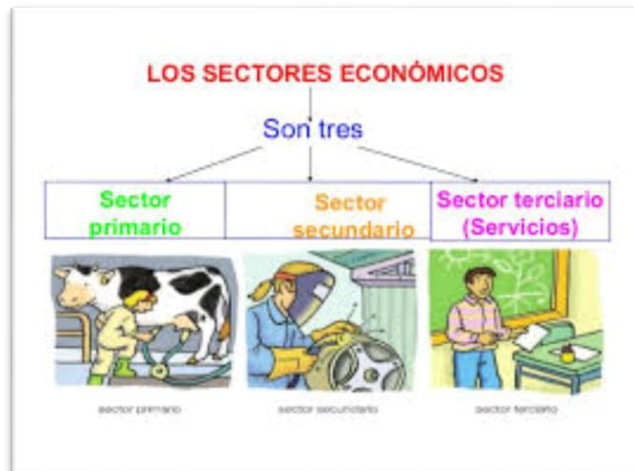 LOS SECTORES ECONÓMICOS
Son tres
Sector
primario
Sector
secundario
Sector terciario
(Servicios)
sector primario
sector secundario
sector terciario